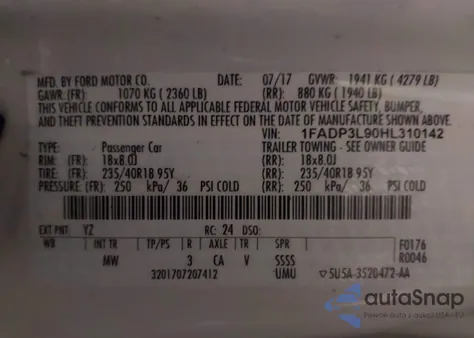 MFD. BY FORD MOTOR CO. DATE: 07/17 GVWR: 1941 KG (4279 LB)
GAWR: (FR): 1070 KG (2360 LB) (RR): 880 KG (1940 LB)
THIS VEHICLE CONFORMS TO ALL APPLICABLE FEDERAL MOTOR VEHICLE SAFETY, BUMPER,
AND THEFT PREVENTION STANDARDS IN EFFECT ON THE DATE OF MANUFACTURE SHOWN ABOVE.
VIN: 1FADP3L90HL310142
TYPE: Passenger Car TRAILER TOWING - SEE OWNER GUIDE
RIM: (FR): 18x8.0J (RR): 18x8.0J
TIRE: (FR): 235/40R18 95Y (RR): 235/40R18 95Y
PRESSURE: (FR): 250 kPa/ 36 PSI COLD (RR): 250 kPa/ 36 PSI COLD
EXT PNT: YZ RC: 24 DSO:
WB INT TR TP/PS R AXLE TR SPR F0176
MW 3 CA V SSSS R0046
3201707207412 UMU 5U5A-3520472-AA
autoSnap